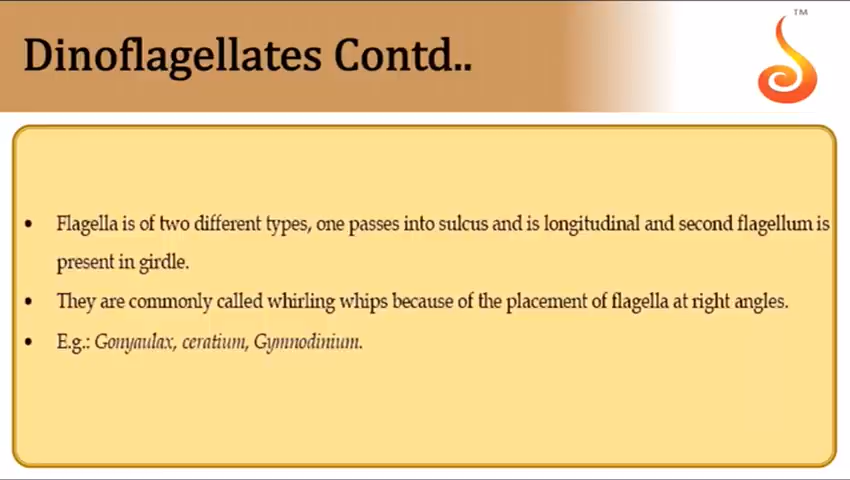 Dinoflagellates Contd..
TM
• Flagella is of two different types, one passes into sulcus and is longitudinal and second flagellum is
present in girdle.
• They are commonly called whirling whips because of the placement of flagella at right angles.
• E.g.: Gonyaulax, ceratium, Gymnodinium.